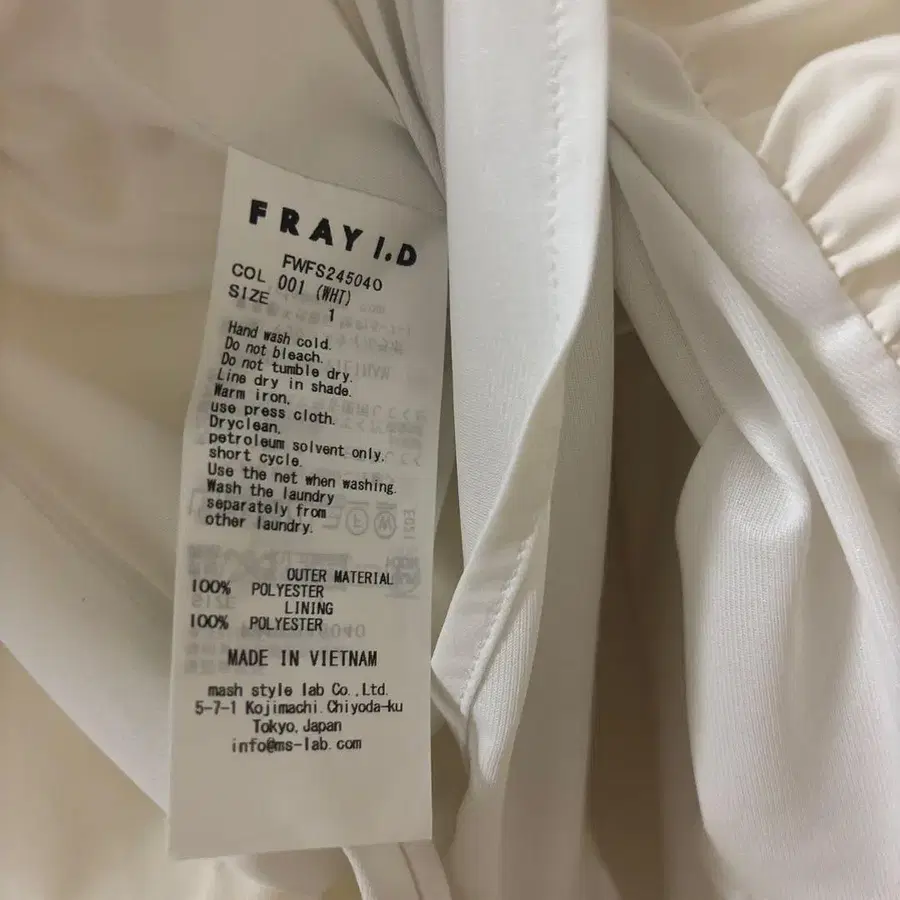 FRAY I.D
FWFS245040
COL 001 (WHT)
SIZE 1
Hand wash cold.
Do not bleach.
Do not tumble dry.
Line dry in shade.
Warm iron,
use press cloth.
Dryclean,
petroleum solvent only.
short cycle.
Use the net when washing.
Wash the laundry
separately from
other laundry.
OUTER MATERIAL
100% POLYESTER
LINING
100% POLYESTER
MADE IN VIETNAM
mash style lab Co.,Ltd.
5-7-1 Kojimachi Chiyoda-ku
Tokyo, Japan
info@ms-lab.com